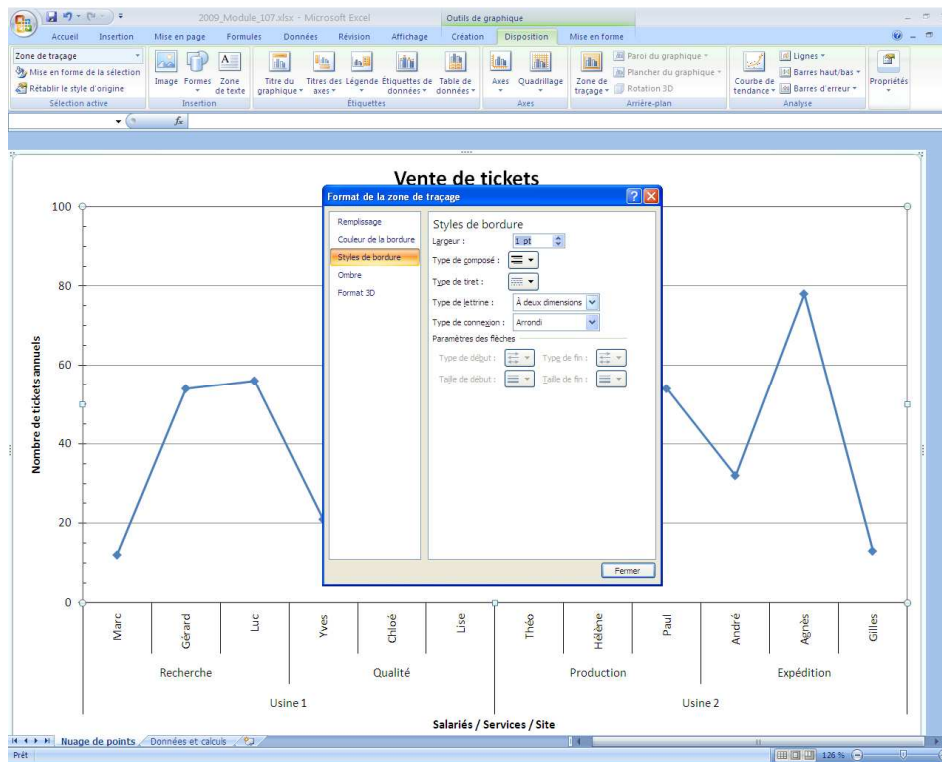 2009_Module_107.xlsx - Microsoft Excel
Outils de graphique
Accueil Insertion Mise en page Formules Données Révision Affichage Création Disposition Mise en forme
Zone de traçage
Mise en forme de la sélection
Rétablir le style d'origine
Sélection active
Image Formes Zone de texte
Insertion
Titre du graphique Titres des axes Légende Étiquettes de données Table de données
Étiquettes
Axes Quadrillage
Axes
Zone de traçage
Paroi du graphique
Plancher du graphique
Rotation 3D
Arrière-plan
Courbe de tendance
Lignes
Barres haut/bas
Barres d'erreur
Analyse
Propriétés
fx
Vente de tickets
Format de la zone de traçage
Remplissage
Couleur de la bordure
Styles de bordure
Ombre
Format 3D
Styles de bordure
Largeur : 1 pt
Type de composé :
Type de tiret :
Type de lettrine : À deux dimensions
Type de connexion : Arrondi
Paramètres des flèches
Type de début : Type de fin :
Taille de début : Taille de fin :
Fermer
Nombre de tickets annuels
100
80
60
40
20
0
Marc Gérard Luc Yves Chloé Lise Théo Hélène Paul André Agnès Gilles
Recherche Qualité Production Expédition
Usine 1 Usine 2
Salariés / Services / Site
Nuage de points Données et calculs
Prêt 126 %